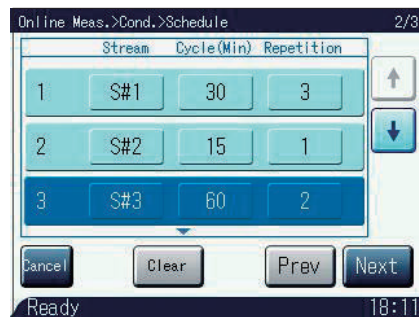 Online Meas.>Cond.>Schedule 2/3
Stream Cycle(Min) Repetition
1 S#1 30 3
2 S#2 15 1
3 S#3 60 2
Cancel Clear Prev Next
Ready 18:11